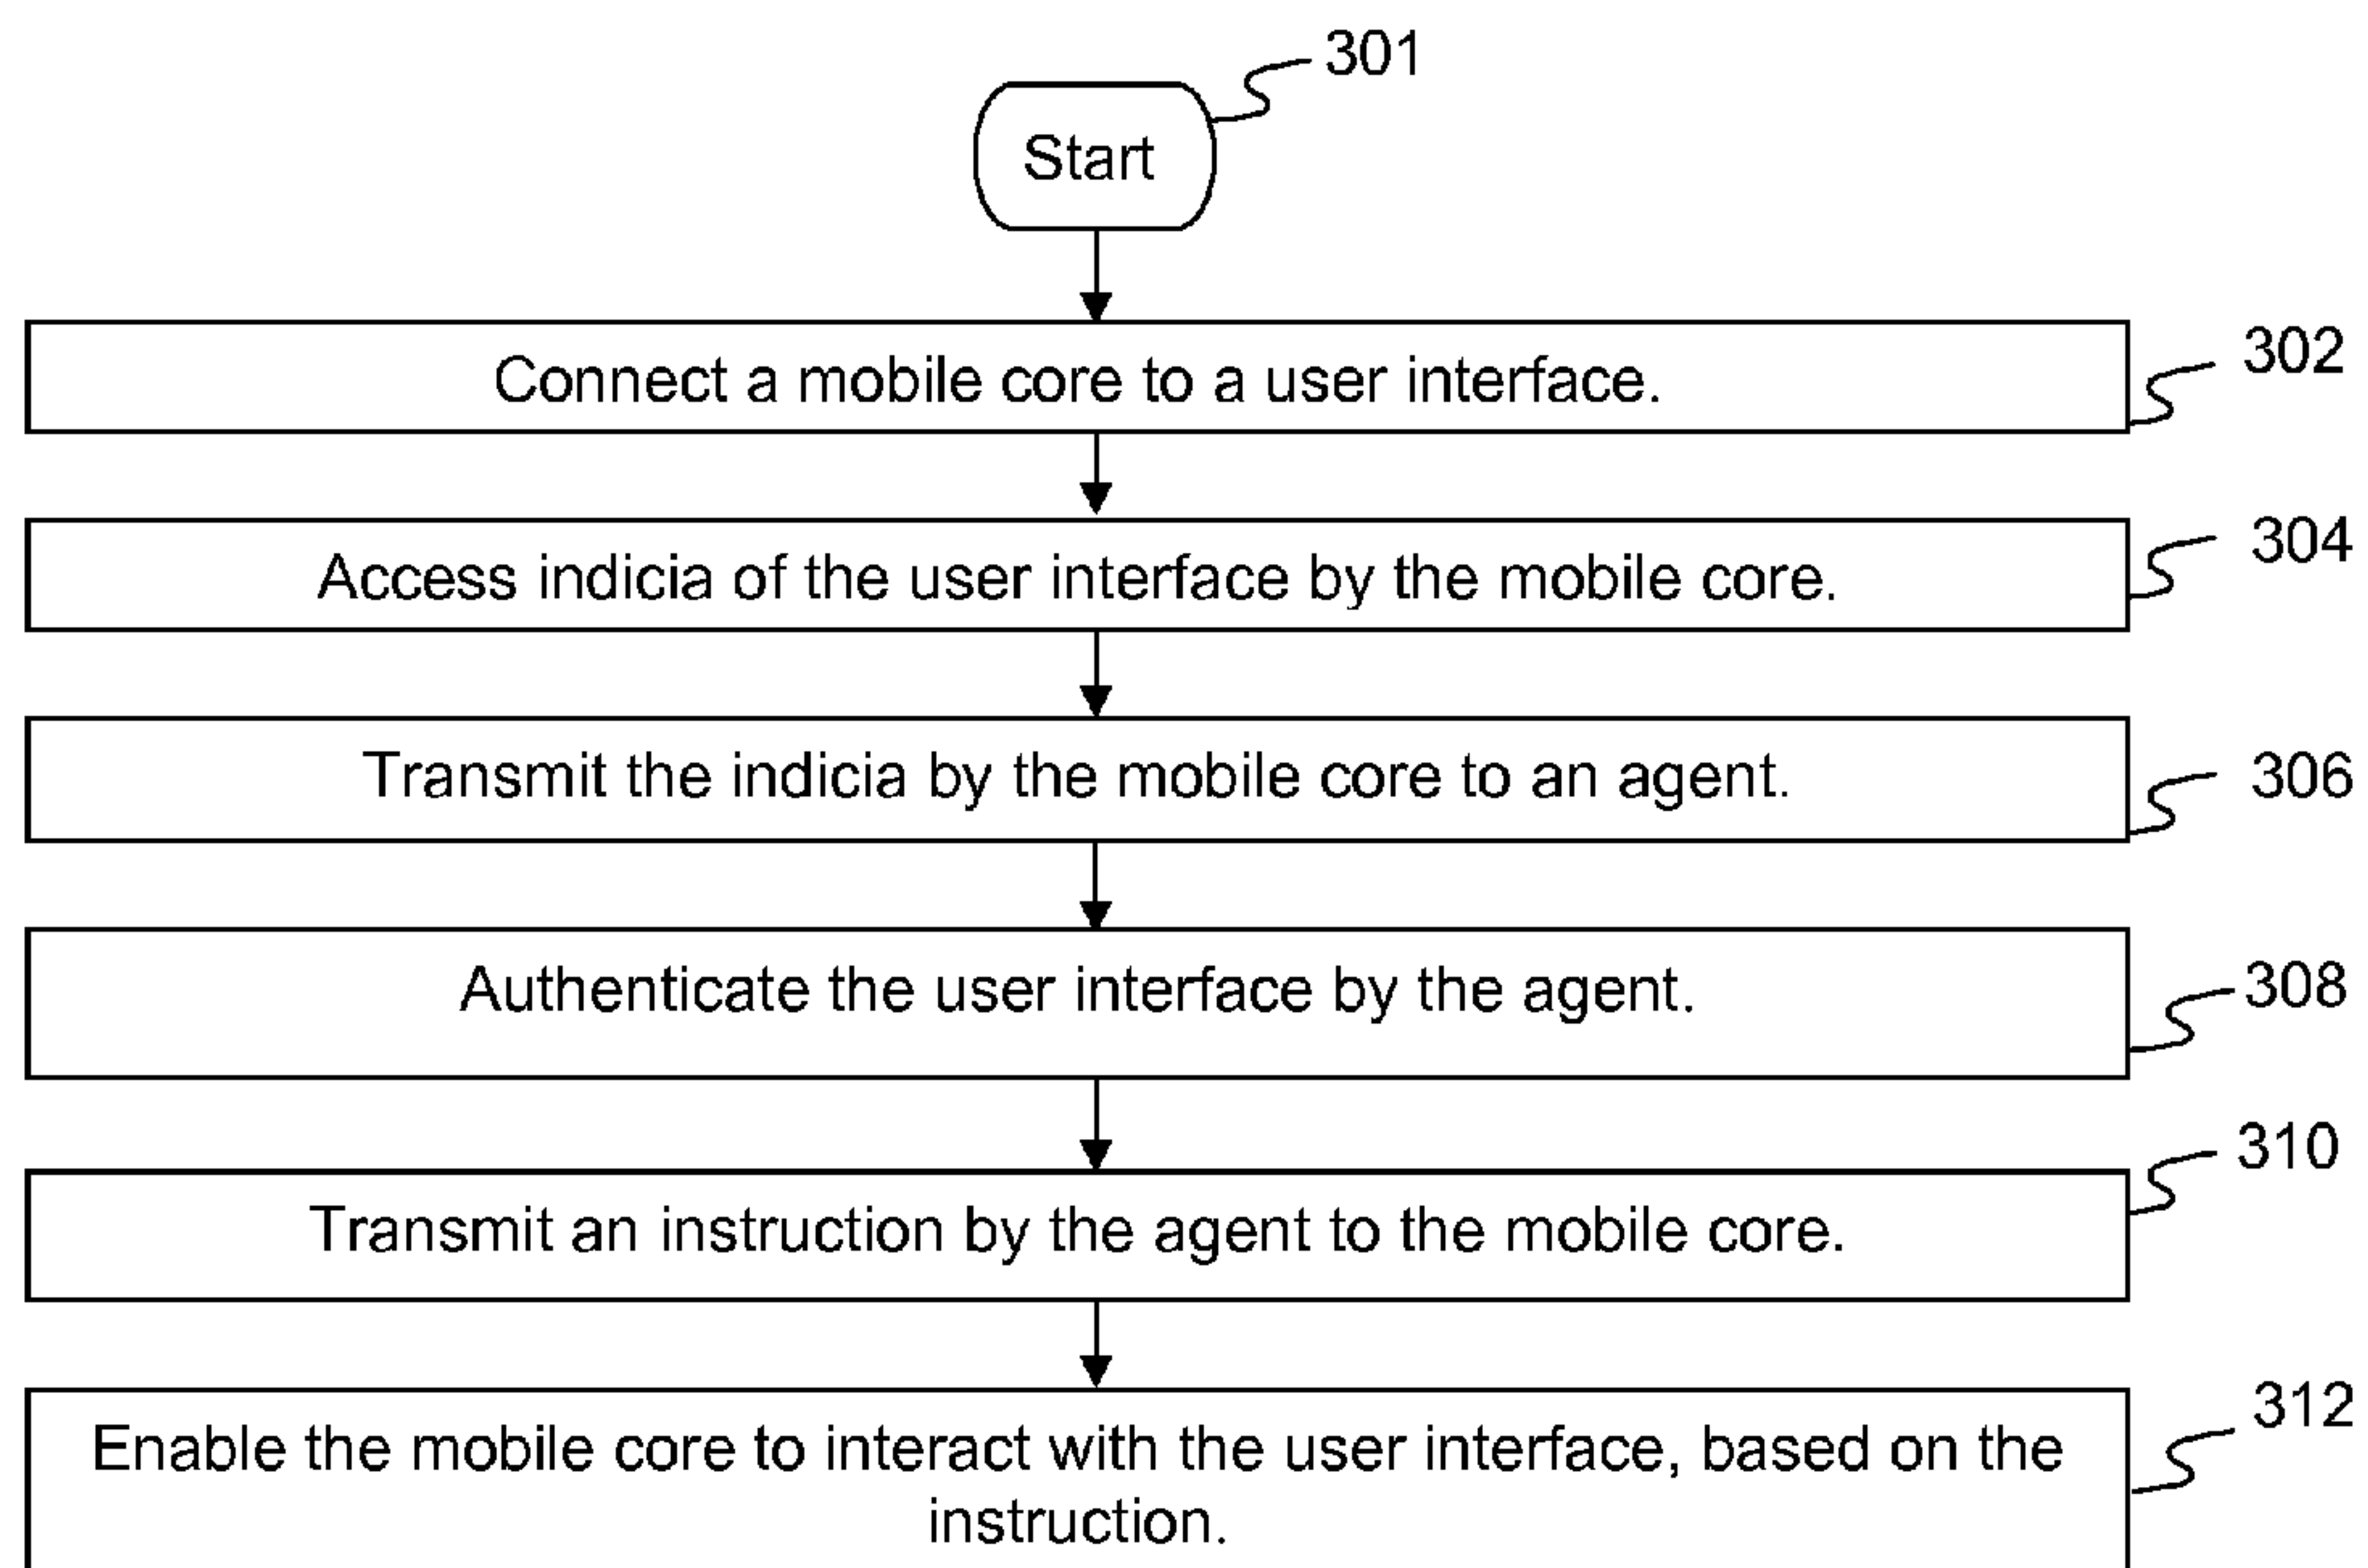 301
Start
Connect a mobile core to a user interface.
302
Access indicia of the user interface by the mobile core.
304
Transmit the indicia by the mobile core to an agent.
306
Authenticate the user interface by the agent.
308
Transmit an instruction by the agent to the mobile core.
310
Enable the mobile core to interact with the user interface, based on the
instruction.
312